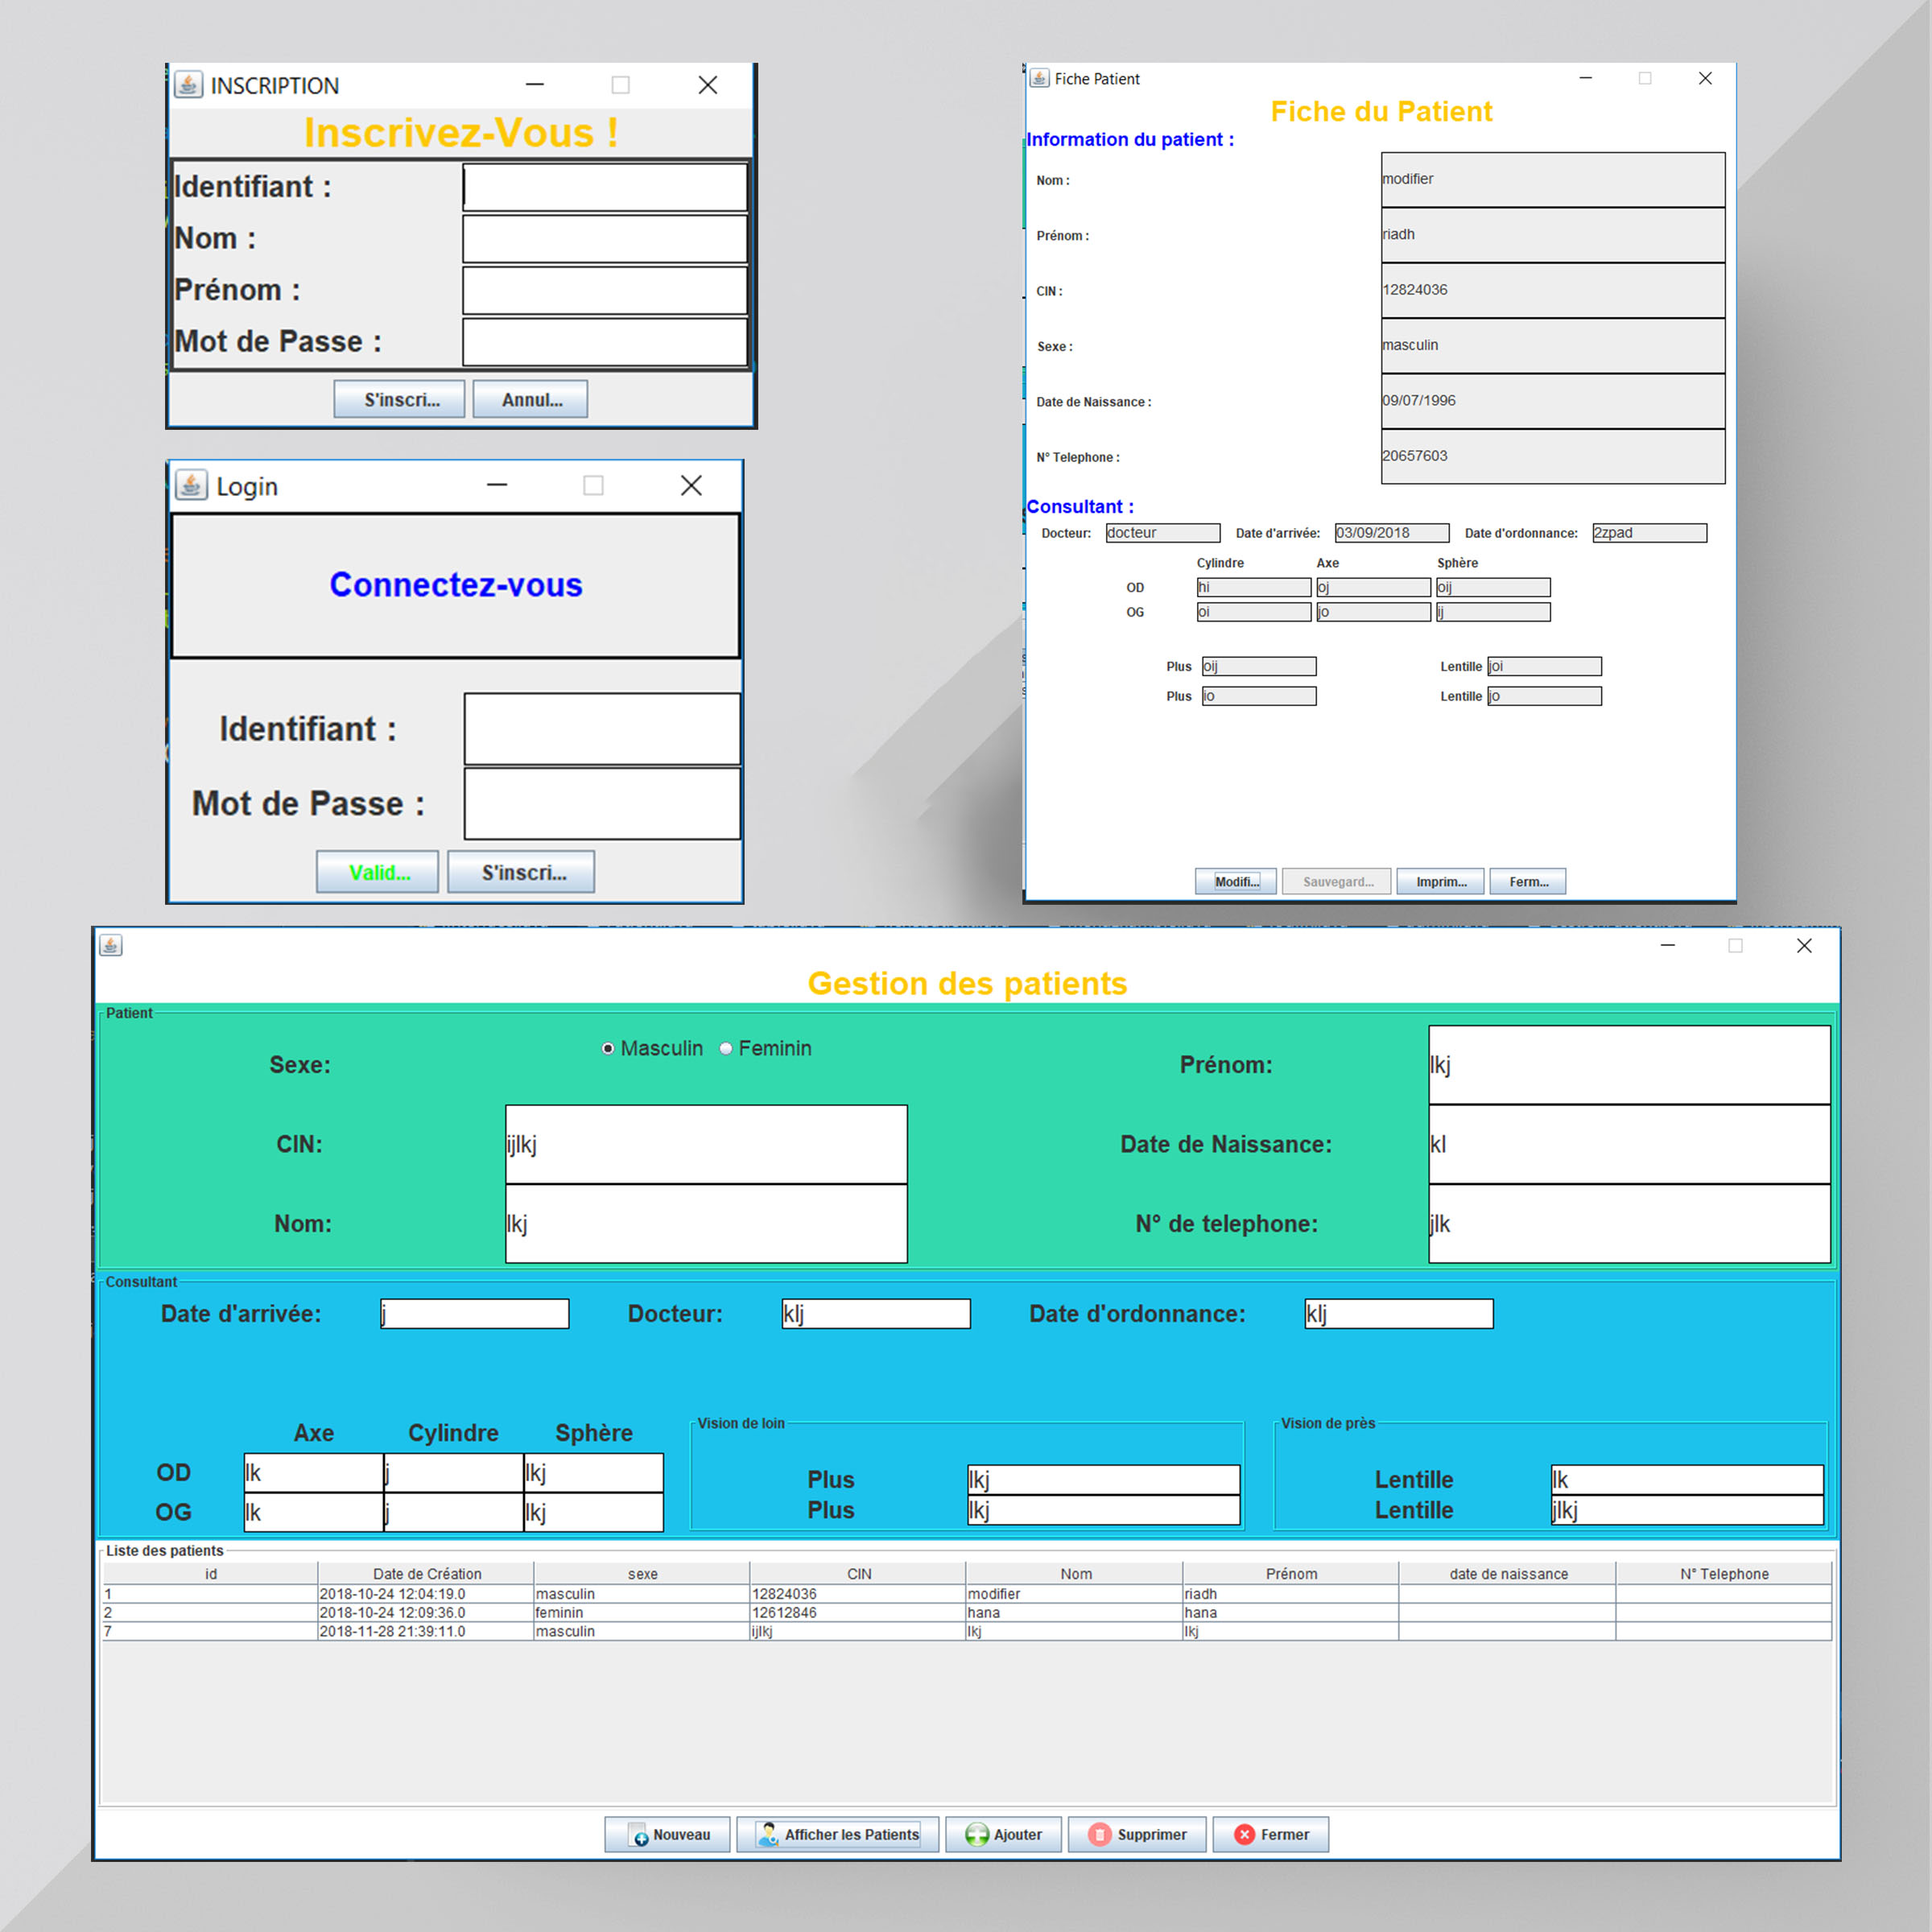 INSCRIPTION
Inscrivez-Vous !
Identifiant :
Nom :
Prénom :
Mot de Passe :
S'inscri... Annul...
Login
Connectez-vous
Identifiant :
Mot de Passe :
Valid... S'inscri...
Fiche Patient
Fiche du Patient
Information du patient :
Nom : modifier
Prénom : riadh
CIN : 12824036
Sexe : masculin
Date de Naissance : 09/07/1996
N° Telephone : 20657603
Consultant :
Docteur: docteur Date d'arrivée: 03/09/2018 Date d'ordonnance: 2zpad
Cylindre Axe Sphère
OD hi oj oij
OG oi jo ij
Plus oij Lentille joi
Plus io Lentille jo
Modifi... Sauvegard... Imprim... Ferm...
Gestion des patients
Patient
Sexe: Masculin Feminin Prénom: lkj
CIN: ijlkj Date de Naissance: kl
Nom: lkj N° de telephone: jlk
Consultant
Date d'arrivée: j Docteur: klj Date d'ordonnance: klj
Axe Cylindre Sphère
OD lk j lkj
OG lk j lkj
Vision de loin
Plus lkj
Plus lkj
Vision de près
Lentille lk
Lentille jlkj
Liste des patients
id Date de Création sexe CIN Nom Prénom date de naissance N° Telephone
1 2018-10-24 12:04:19.0 masculin 12824036 modifier riadh
2 2018-10-24 12:09:36.0 feminin 12612846 hana hana
7 2018-11-28 21:39:11.0 masculin ijlkj lkj lkj
Nouveau Afficher les Patients Ajouter Supprimer Fermer